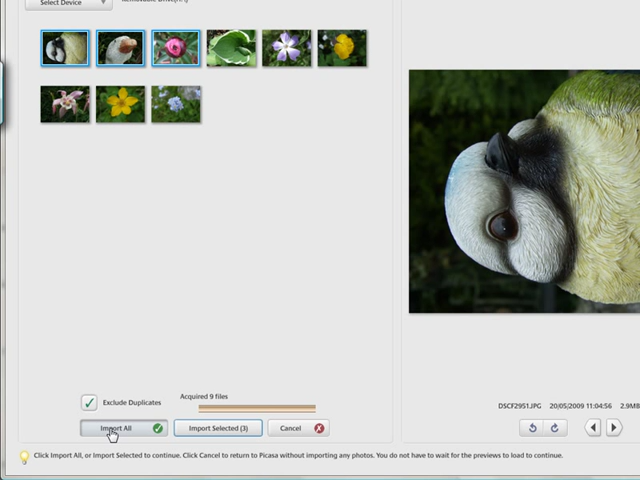 Select Device
Exclude Duplicates
Acquired 9 files
Import All
Import Selected (3)
Cancel
DSCF2951.JPG 20/05/2009 11:04:56 2.9MB
Click Import All, or Import Selected to continue. Click Cancel to return to Picasa without importing any photos. You do not have to wait for the previews to load to continue.